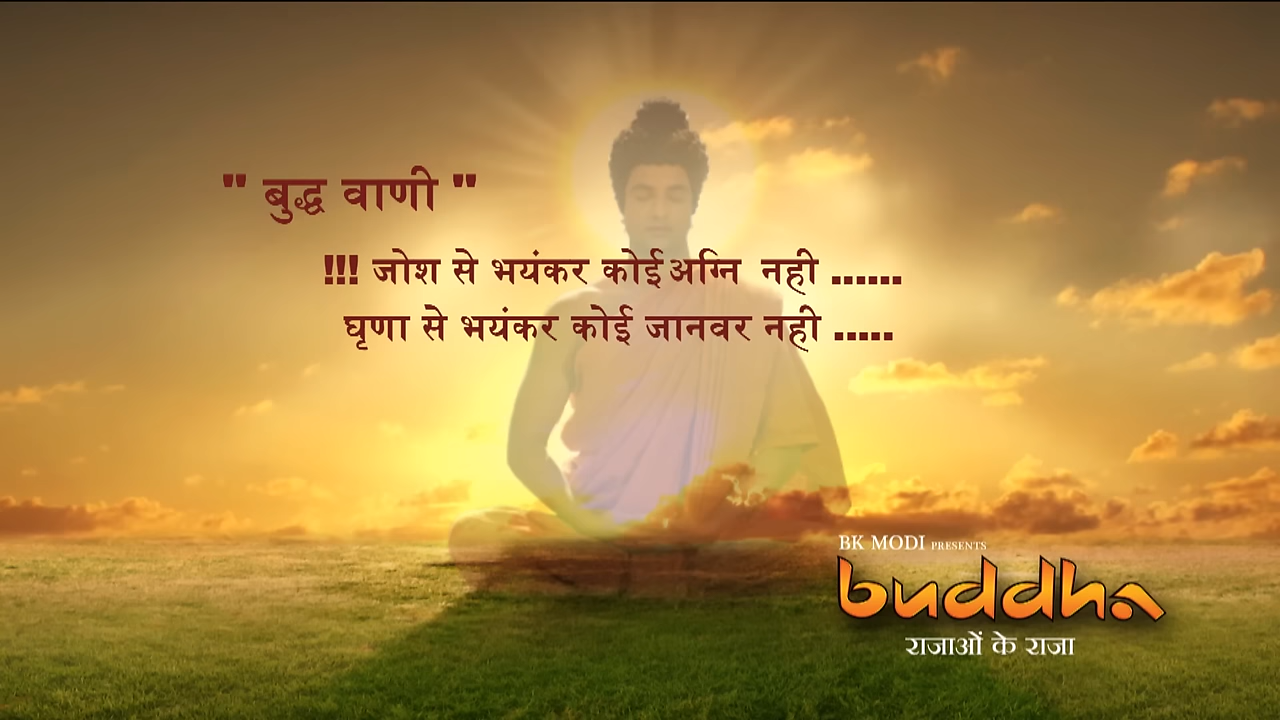 " बुद्ध वाणी "
!!! जोश से भयंकर कोई अग्नि नही ......
घृणा से भयंकर कोई जानवर नही .....
BK MODI PRESENTS
buddha
राजाओं के राजा